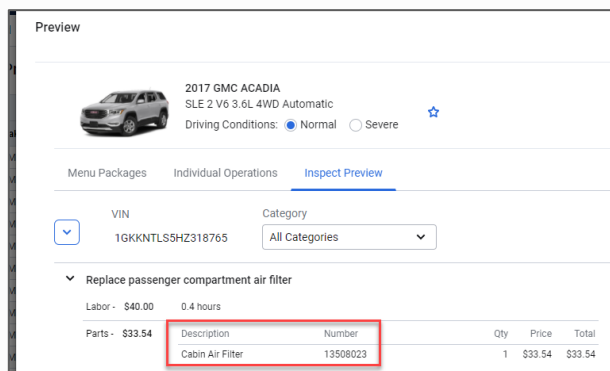 Preview
2017 GMC ACADIA
SLE 2 V6 3.6L 4WD Automatic
Driving Conditions: Normal Severe
Menu Packages Individual Operations Inspect Preview
VIN Category
1GKKNTLS5HZ318765 All Categories
Replace passenger compartment air filter
Labor - $40.00 0.4 hours
Parts - $33.54 Description Number Qty Price Total
Cabin Air Filter 13508023 1 $33.54 $33.54